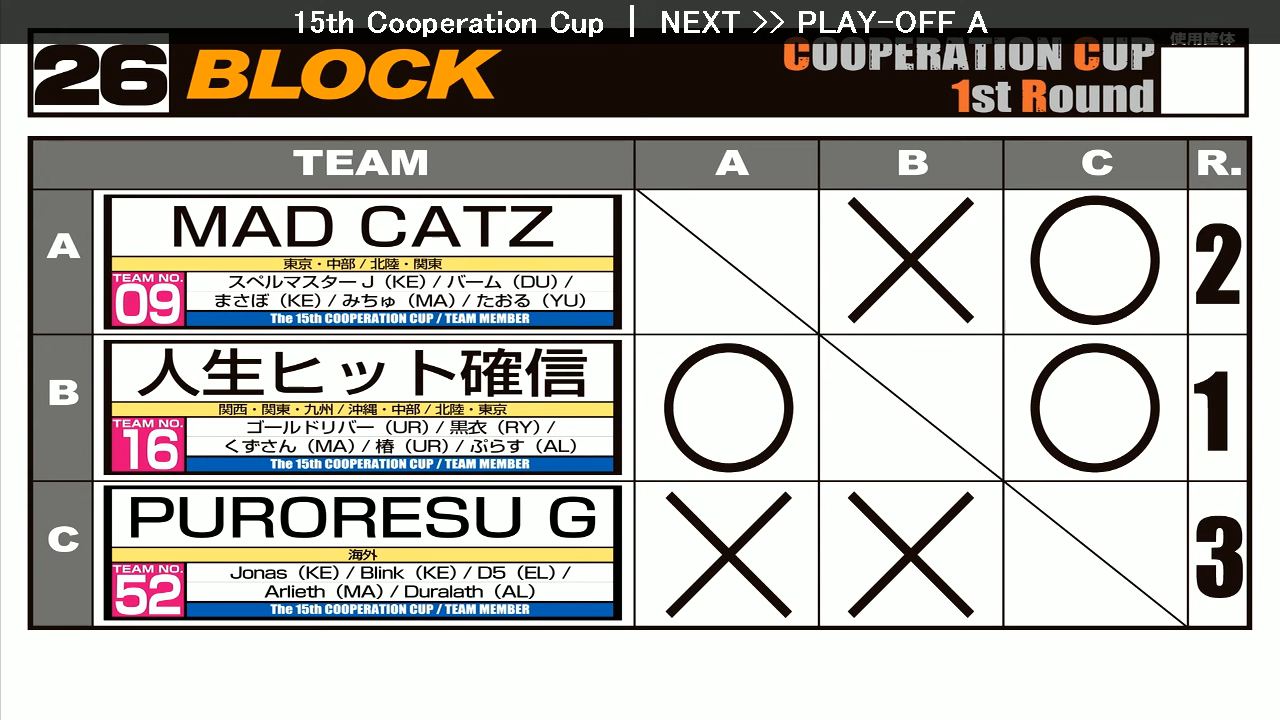 15th Cooperation Cup | NEXT >> PLAY-OFF A
26 BLOCK
COOPERATION CUP
1st Round
使用筐体
TEAM A B C R.
A
MAD CATZ
東京・中部 / 北陸・関東
TEAM NO.
09
スペルマスターJ（KE）/ バーム（DU）/
まさぼ（KE）/ みちゅ（MA）/ たおる（YU）
The 15th COOPERATION CUP / TEAM MEMBER
2
B
人生ヒット確信
関西・関東・九州 / 沖縄・中部 / 北陸・東京
TEAM NO.
16
ゴールドリバー（UR）/ 黒衣（RY）/
くずさん（MA）/ 椿（UR）/ ぷらす（AL）
The 15th COOPERATION CUP / TEAM MEMBER
1
C
PURORESU G
海外
TEAM NO.
52
Jonas（KE）/ Blink（KE）/ D5（EL）/
Arlieth（MA）/ Duralath（AL）
The 15th COOPERATION CUP / TEAM MEMBER
3